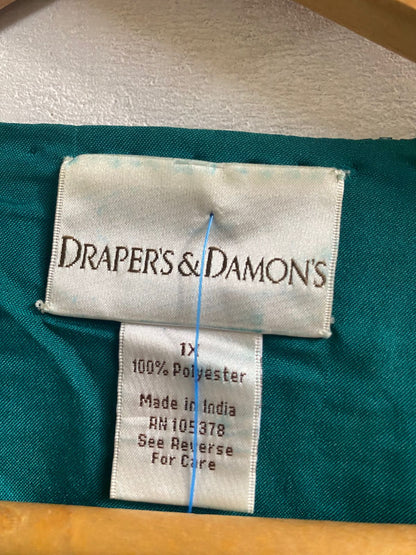 DRAPER'S & DAMON'S
1X
100% Polyester
Made in India
RN 105378
See Reverse
For Care